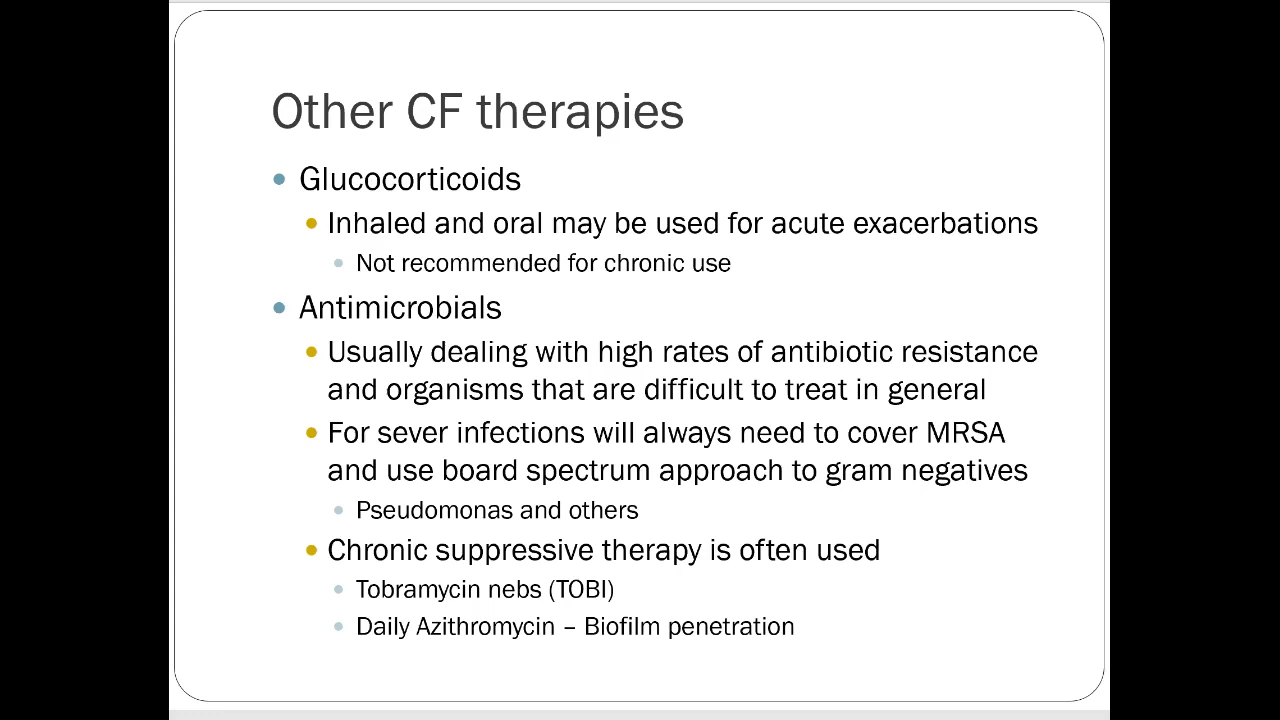 Other CF therapies
Glucocorticoids
Inhaled and oral may be used for acute exacerbations
Not recommended for chronic use
Antimicrobials
Usually dealing with high rates of antibiotic resistance
and organisms that are difficult to treat in general
For sever infections will always need to cover MRSA
and use board spectrum approach to gram negatives
Pseudomonas and others
Chronic suppressive therapy is often used
Tobramycin nebs (TOBI)
Daily Azithromycin – Biofilm penetration